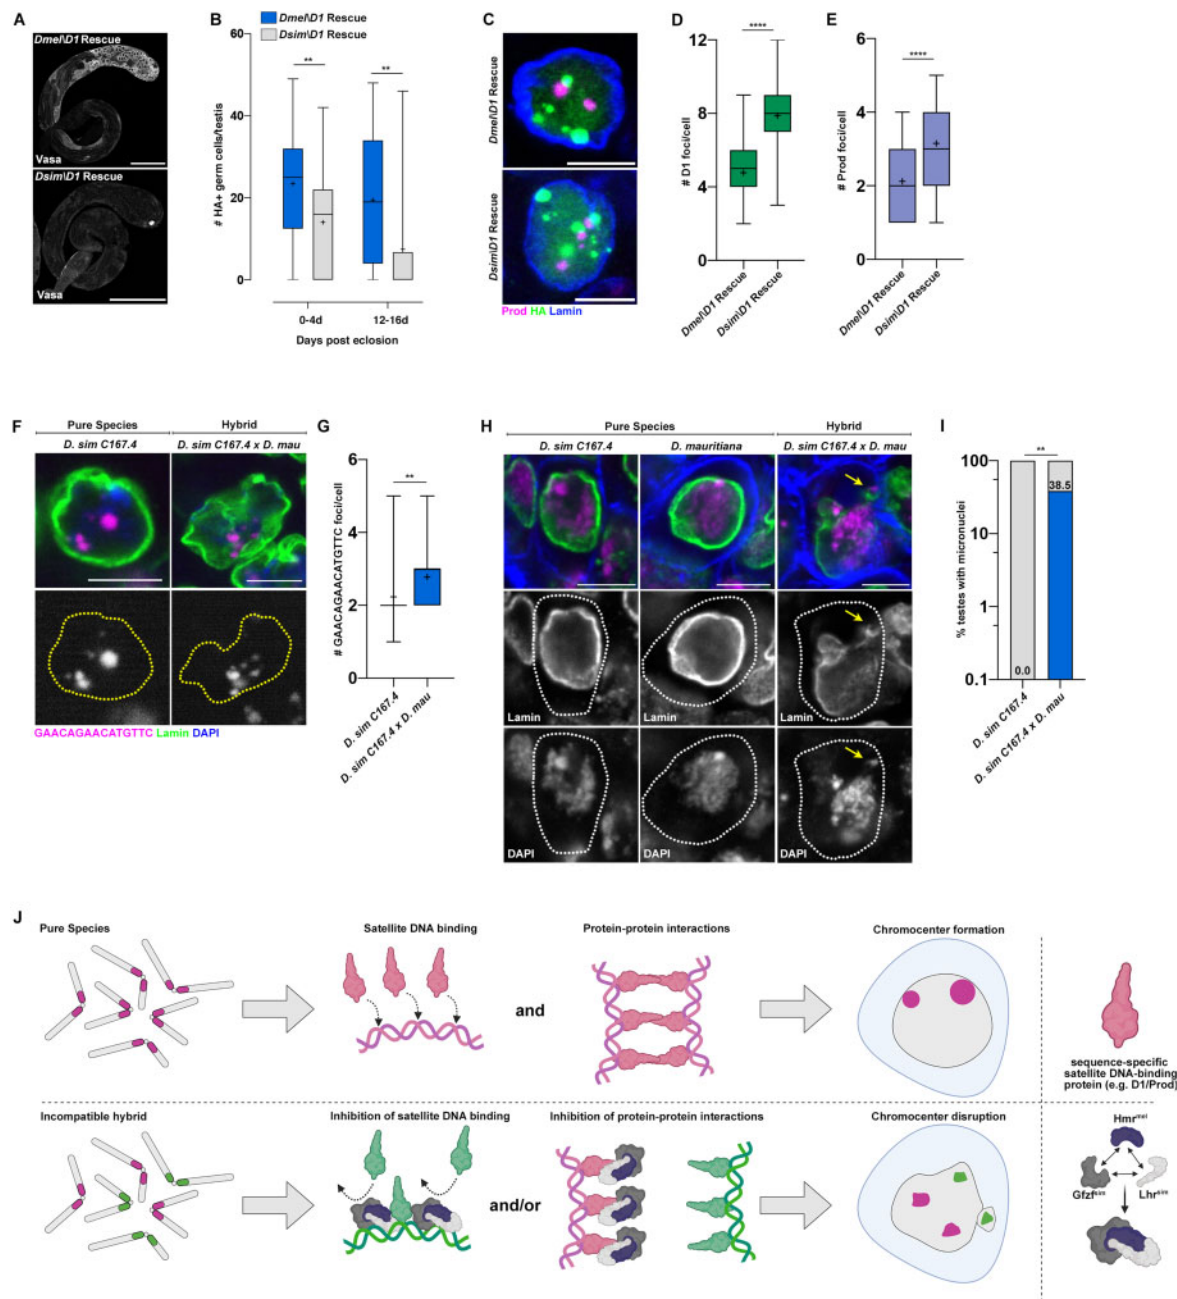 A
Dmel\D1 Rescue
Vasa
Dsim\D1 Rescue
Vasa
B
Dmel\D1 Rescue
Dsim\D1 Rescue
# HA+ germ cells/testis
60
40
20
0
**
**
0-4d
12-16d
Days post eclosion
C
Dmel\D1 Rescue
Dsim\D1 Rescue
Prod HA Lamin
D
# D1 foci/cell
12
8
4
0
****
Dmel\D1 Rescue
Dsim\D1 Rescue
E
# Prod foci/cell
6
4
2
0
****
Dmel\D1 Rescue
Dsim\D1 Rescue
F
Pure Species
Hybrid
D. sim C167.4
D. sim C167.4 x D. mau
GAACAGAACATGTTC Lamin DAPI
G
# GAACAGAACATGTTC foci/cell
6
4
2
0
**
D. sim C167.4
D. sim C167.4 x D. mau
H
Pure Species
Hybrid
D. sim C167.4
D. mauritiana
D. sim C167.4 x D. mau
Lamin
Lamin
Lamin
DAPI
DAPI
DAPI
I
% testes with micronuclei
100
10
1
0.1
**
38.5
0.0
D. sim C167.4
D. sim C167.4 x D. mau
J
Pure Species
Satellite DNA binding
Protein-protein interactions
Chromocenter formation
and
sequence-specific
satellite DNA-binding
protein (e.g. D1/Prod)
Incompatible hybrid
Inhibition of satellite DNA binding
Inhibition of protein-protein interactions
Chromocenter disruption
and/or
Hmrmel
Gfzfsim
Lhrsim